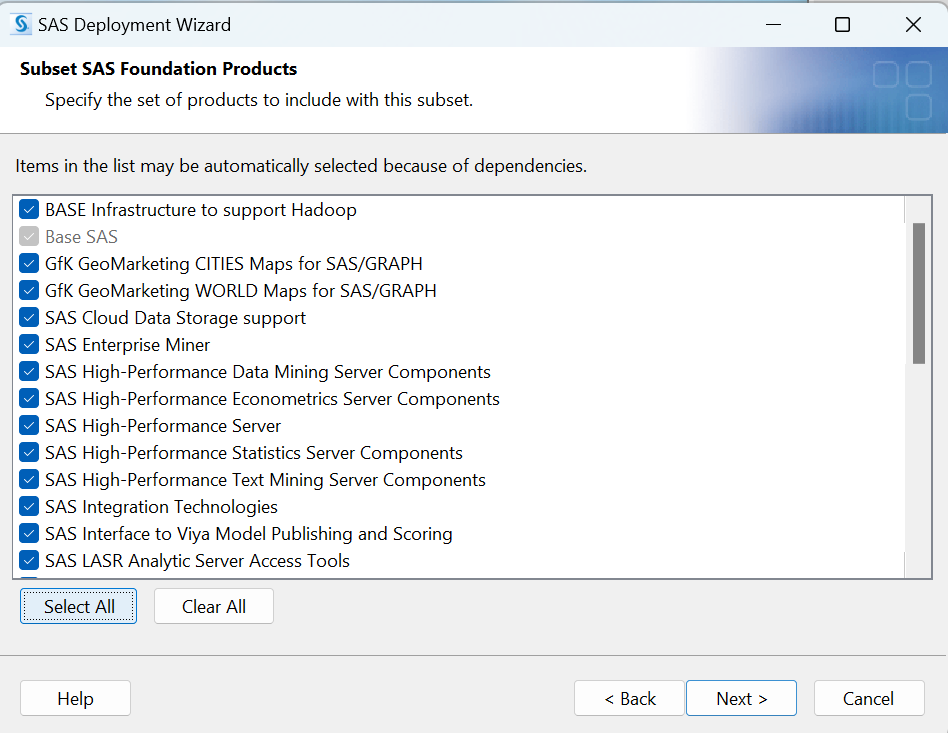 SAS Deployment Wizard
Subset SAS Foundation Products
Specify the set of products to include with this subset.
Items in the list may be automatically selected because of dependencies.
BASE Infrastructure to support Hadoop
Base SAS
GfK GeoMarketing CITIES Maps for SAS/GRAPH
GfK GeoMarketing WORLD Maps for SAS/GRAPH
SAS Cloud Data Storage support
SAS Enterprise Miner
SAS High-Performance Data Mining Server Components
SAS High-Performance Econometrics Server Components
SAS High-Performance Server
SAS High-Performance Statistics Server Components
SAS High-Performance Text Mining Server Components
SAS Integration Technologies
SAS Interface to Viya Model Publishing and Scoring
SAS LASR Analytic Server Access Tools
Select All Clear All
Help < Back Next > Cancel